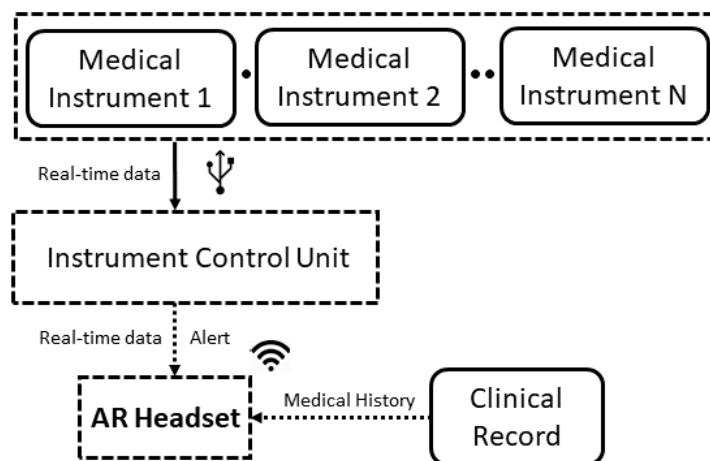 Medical
Instrument 1
Medical
Instrument 2
Medical
Instrument N
Real-time data
Instrument Control Unit
Real-time data
Alert
AR Headset
Medical History
Clinical
Record